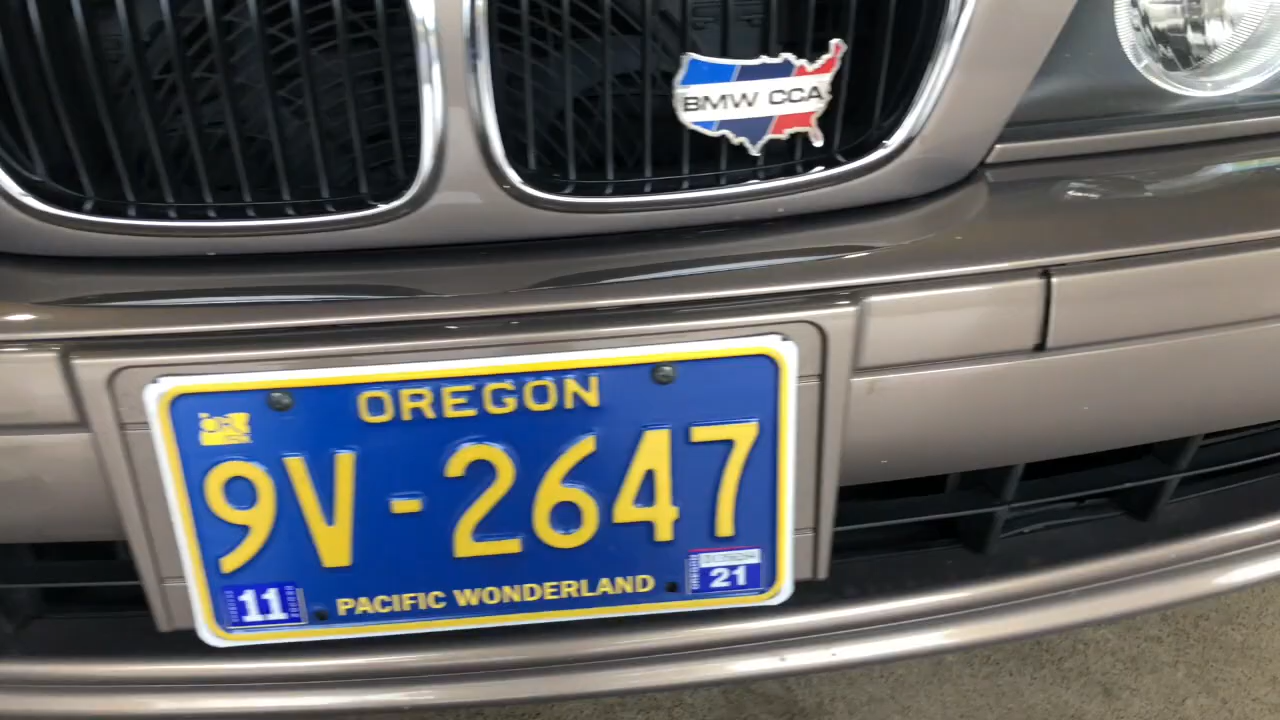 BMW CCA
OREGON
9V-2647
11
PACIFIC WONDERLAND
21